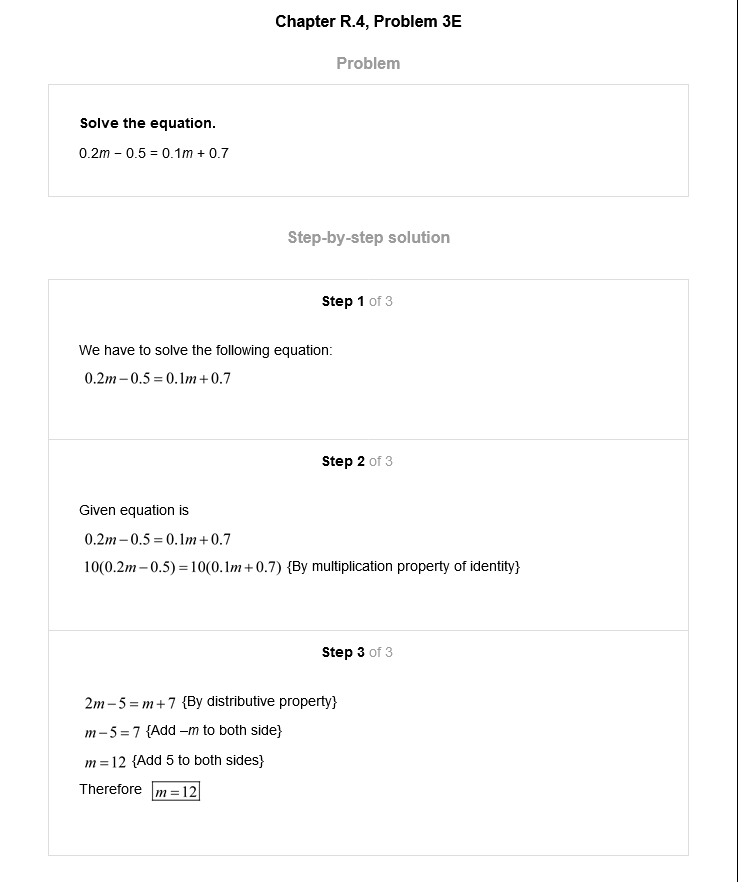 Chapter R.4, Problem 3E
Problem
Solve the equation.
0.2m − 0.5 = 0.1m + 0.7
Step-by-step solution
Step 1 of 3
We have to solve the following equation:
0.2m − 0.5 = 0.1m + 0.7
Step 2 of 3
Given equation is
0.2m − 0.5 = 0.1m + 0.7
10(0.2m − 0.5) = 10(0.1m + 0.7) {By multiplication property of identity}
Step 3 of 3
2m − 5 = m + 7 {By distributive property}
m − 5 = 7 {Add –m to both side}
m = 12 {Add 5 to both sides}
Therefore m = 12